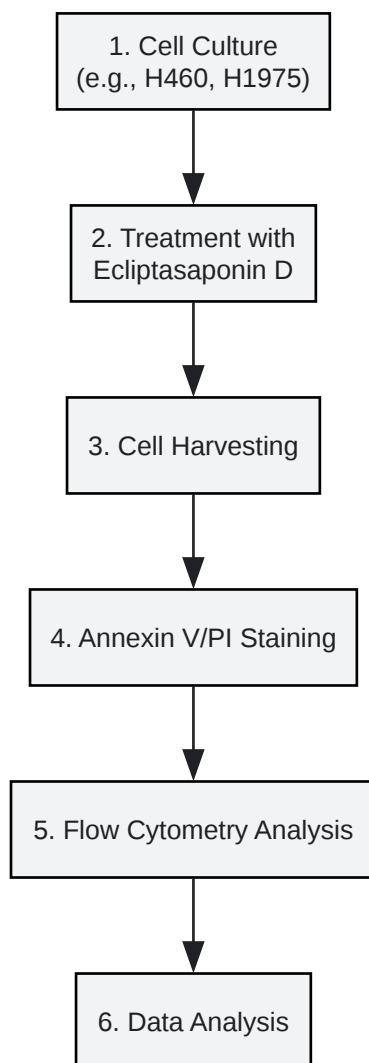 1. Cell Culture
(e.g., H460, H1975)
2. Treatment with
Ecliptasaponin D
3. Cell Harvesting
4. Annexin V/PI Staining
5. Flow Cytometry Analysis
6. Data Analysis